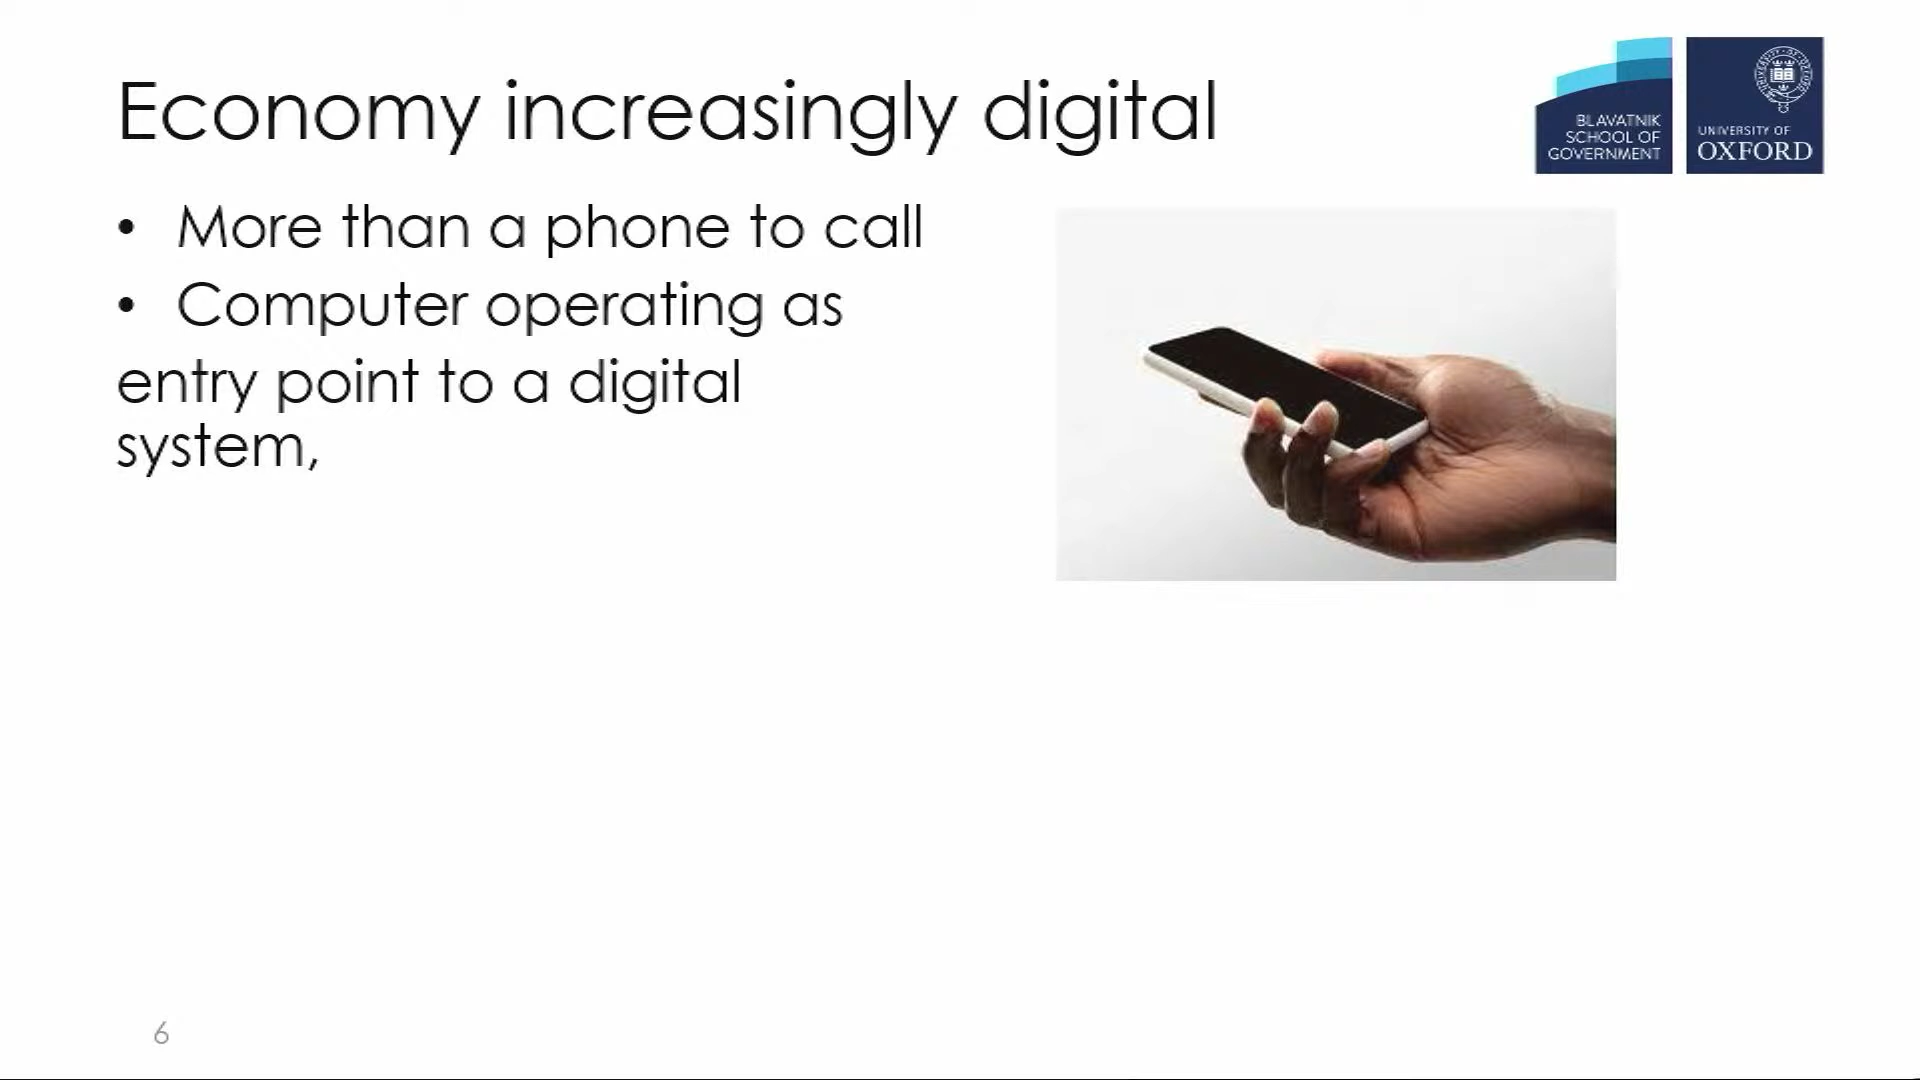 Economy increasingly digital
BLAVATNIK
SCHOOL OF
GOVERNMENT
UNIVERSITY OF
OXFORD
• More than a phone to call
• Computer operating as
entry point to a digital
system,
6